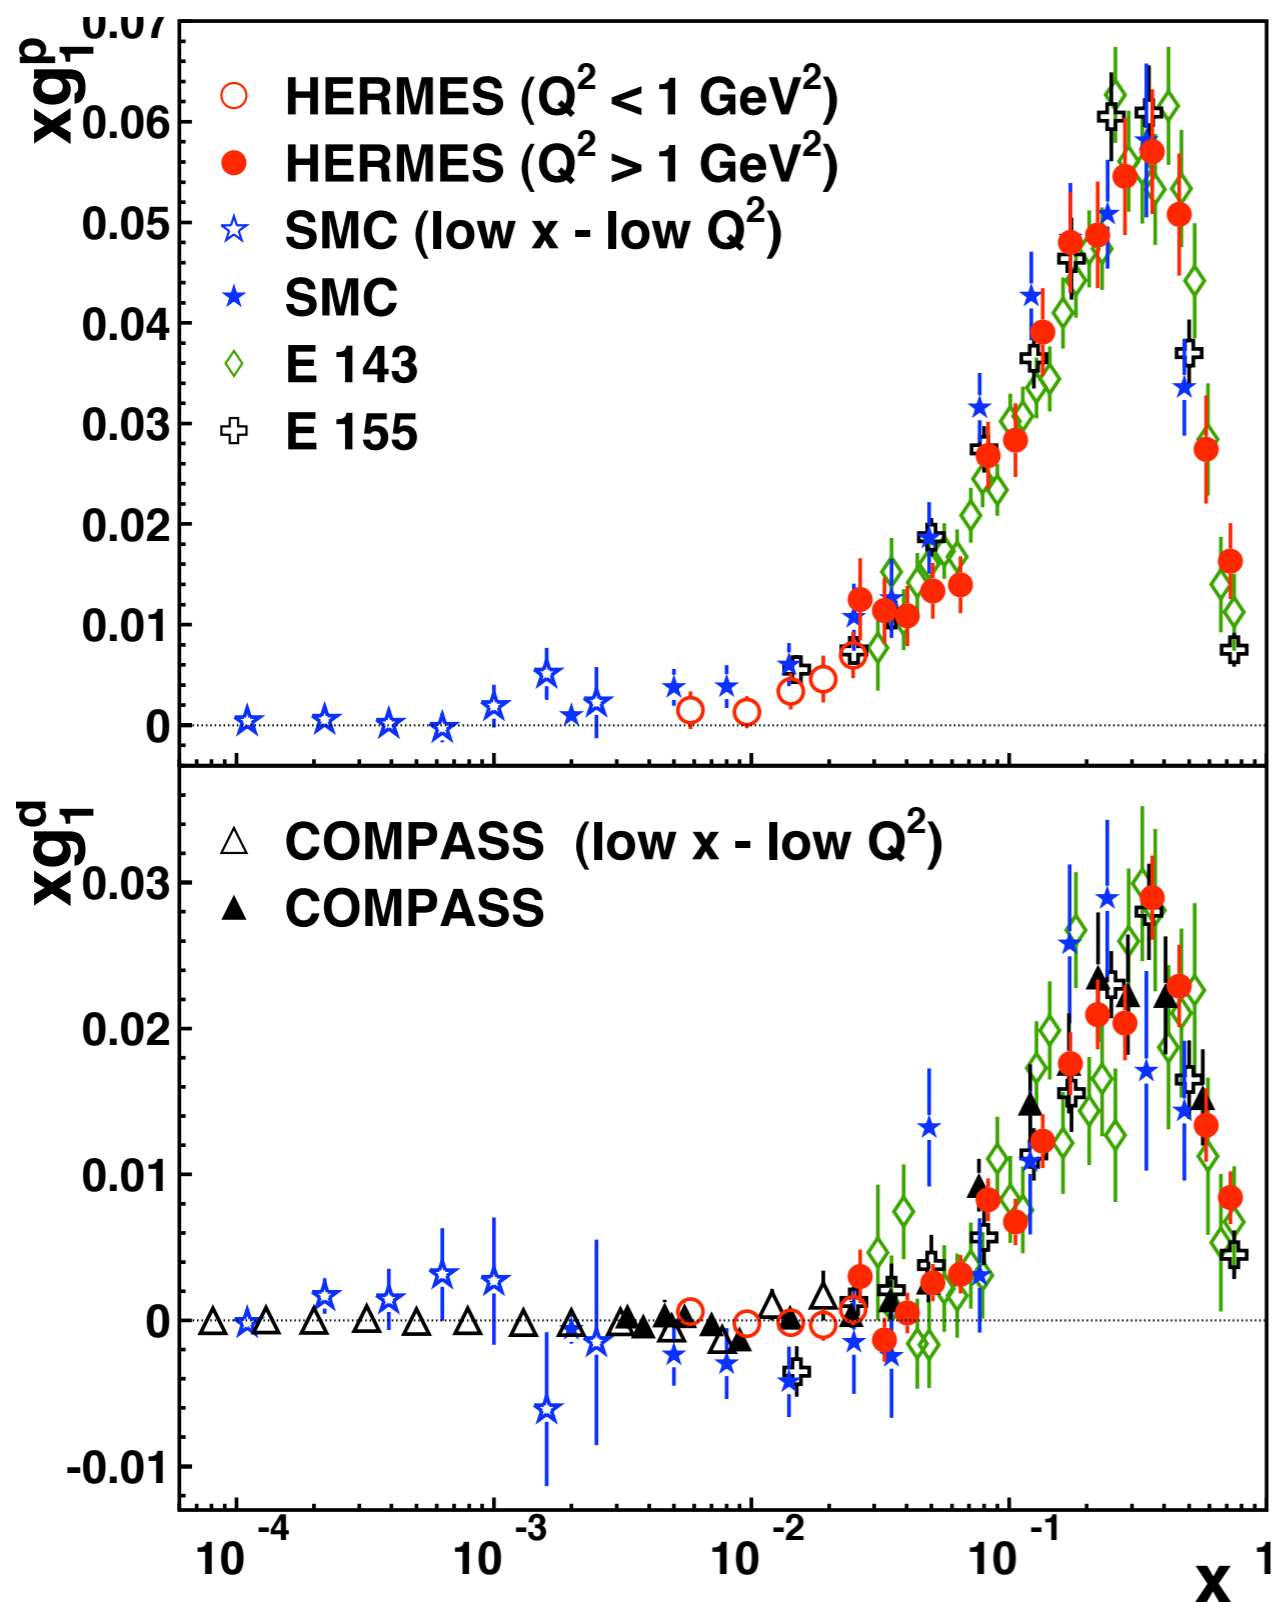 0.07
xg₁ᵖ
HERMES (Q² < 1 GeV²)
0.06
HERMES (Q² > 1 GeV²)
SMC (low x - low Q²)
0.05
SMC
0.04
E 143
0.03
E 155
0.02
0.01
0
xg₁ᵈ
COMPASS (low x - low Q²)
0.03
COMPASS
0.02
0.01
0
-0.01
10⁻⁴ 10⁻³ 10⁻² 10⁻¹ 1
x